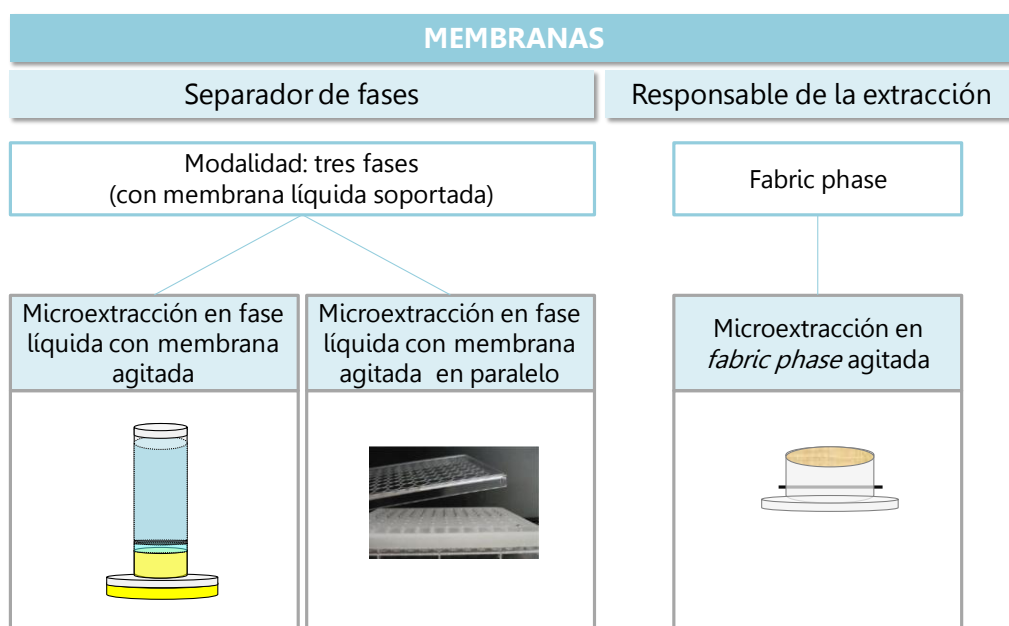 MEMBRANAS
Separador de fases
Responsable de la extracción
Modalidad: tres fases
(con membrana líquida soportada)
Fabric phase
Microextracción en fase
líquida con membrana
agitada
Microextracción en fase
líquida con membrana
agitada en paralelo
Microextracción en
fabric phase agitada